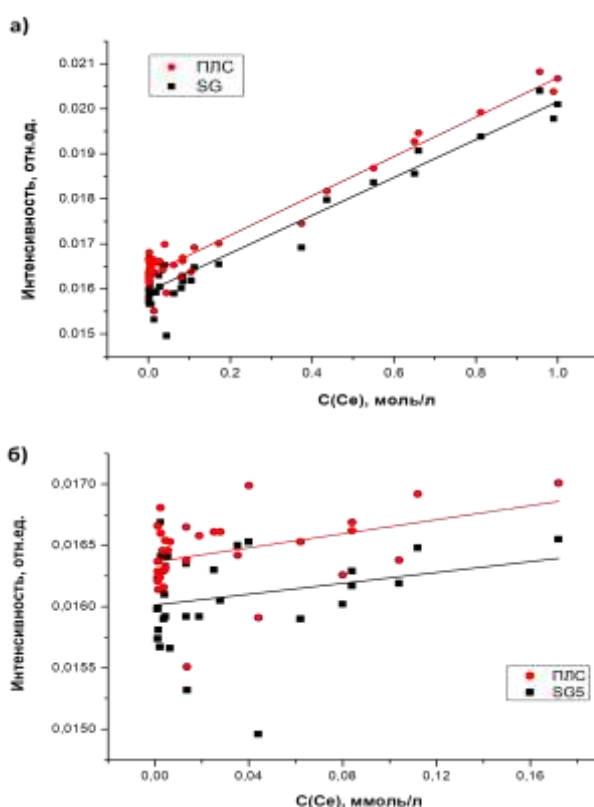 а)
ПЛС
SG
0.021
0.020
0.019
0.018
0.017
0.016
0.015
Интенсивность, отн.ед.
0.0 0.2 0.4 0.6 0.8 1.0
C(Ce), моль/л
б)
0,0170
0,0165
0,0160
0,0155
0,0150
Интенсивность, отн.ед.
ПЛС
SG5
0,00 0,04 0,08 0,12 0,16
C(Ce), ммоль/л